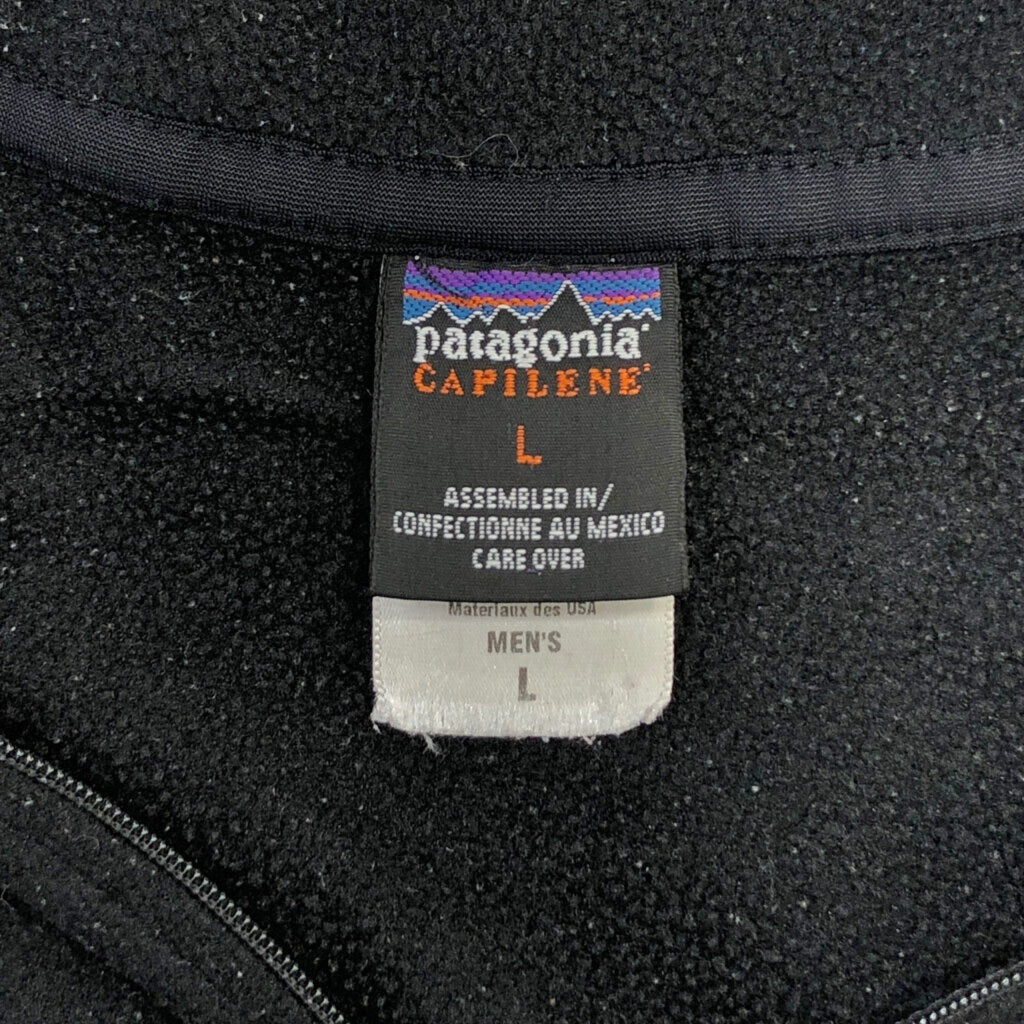 patagonia®
CAPILENE®
L
ASSEMBLED IN/
CONFECTIONNE AU MEXICO
CARE OVER
Materiaux des USA
MEN'S
L